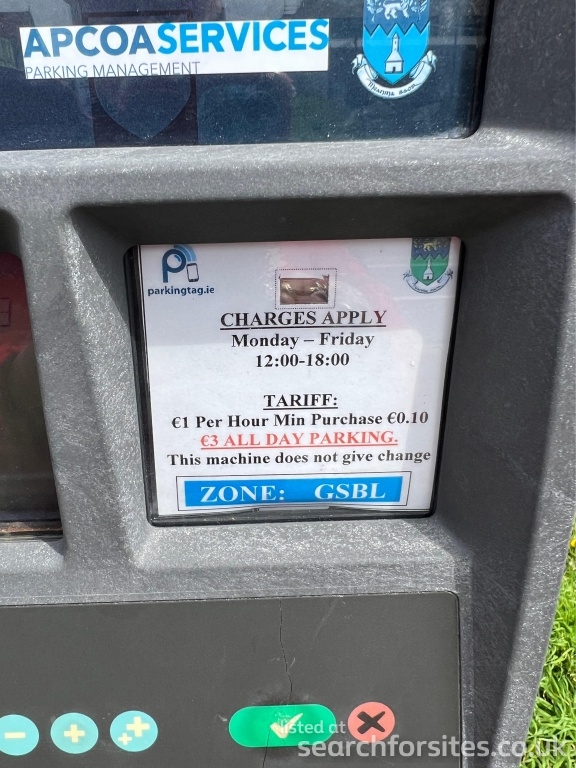 APCOASERVICES
PARKING MANAGEMENT
parkingtag.ie
CHARGES APPLY
Monday – Friday
12:00-18:00
TARIFF:
€1 Per Hour Min Purchase €0.10
€3 ALL DAY PARKING.
This machine does not give change
ZONE: GSBL
listed at
searchforsites.co.uk